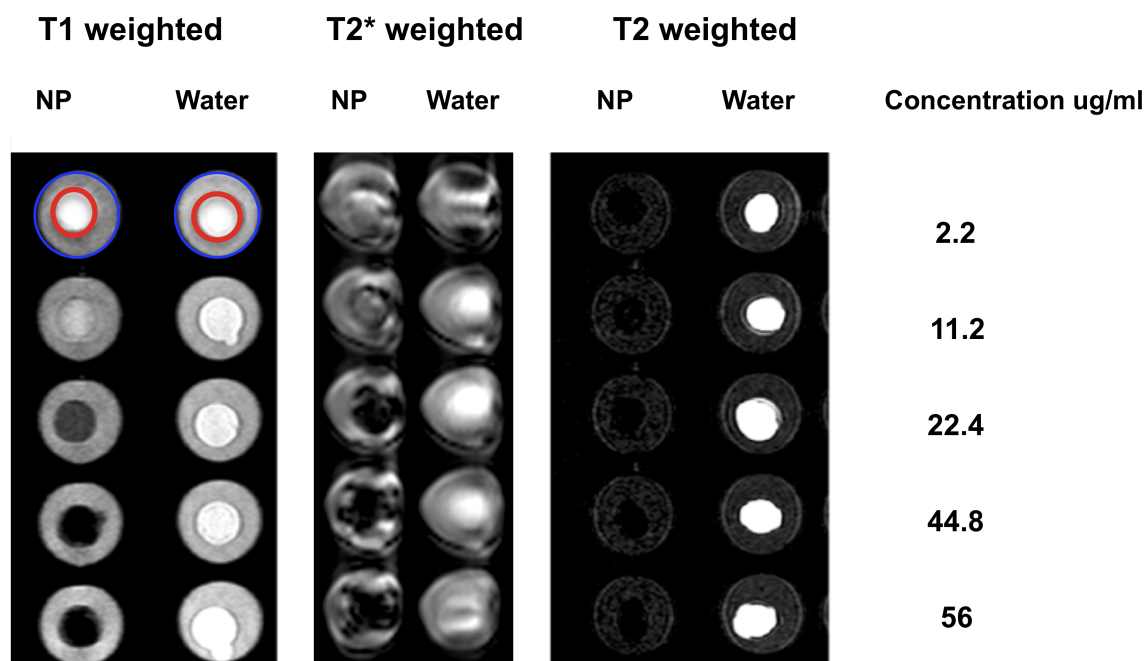 T1 weighted T2* weighted T2 weighted
NP Water NP Water NP Water Concentration ug/ml
2.2
11.2
22.4
44.8
56